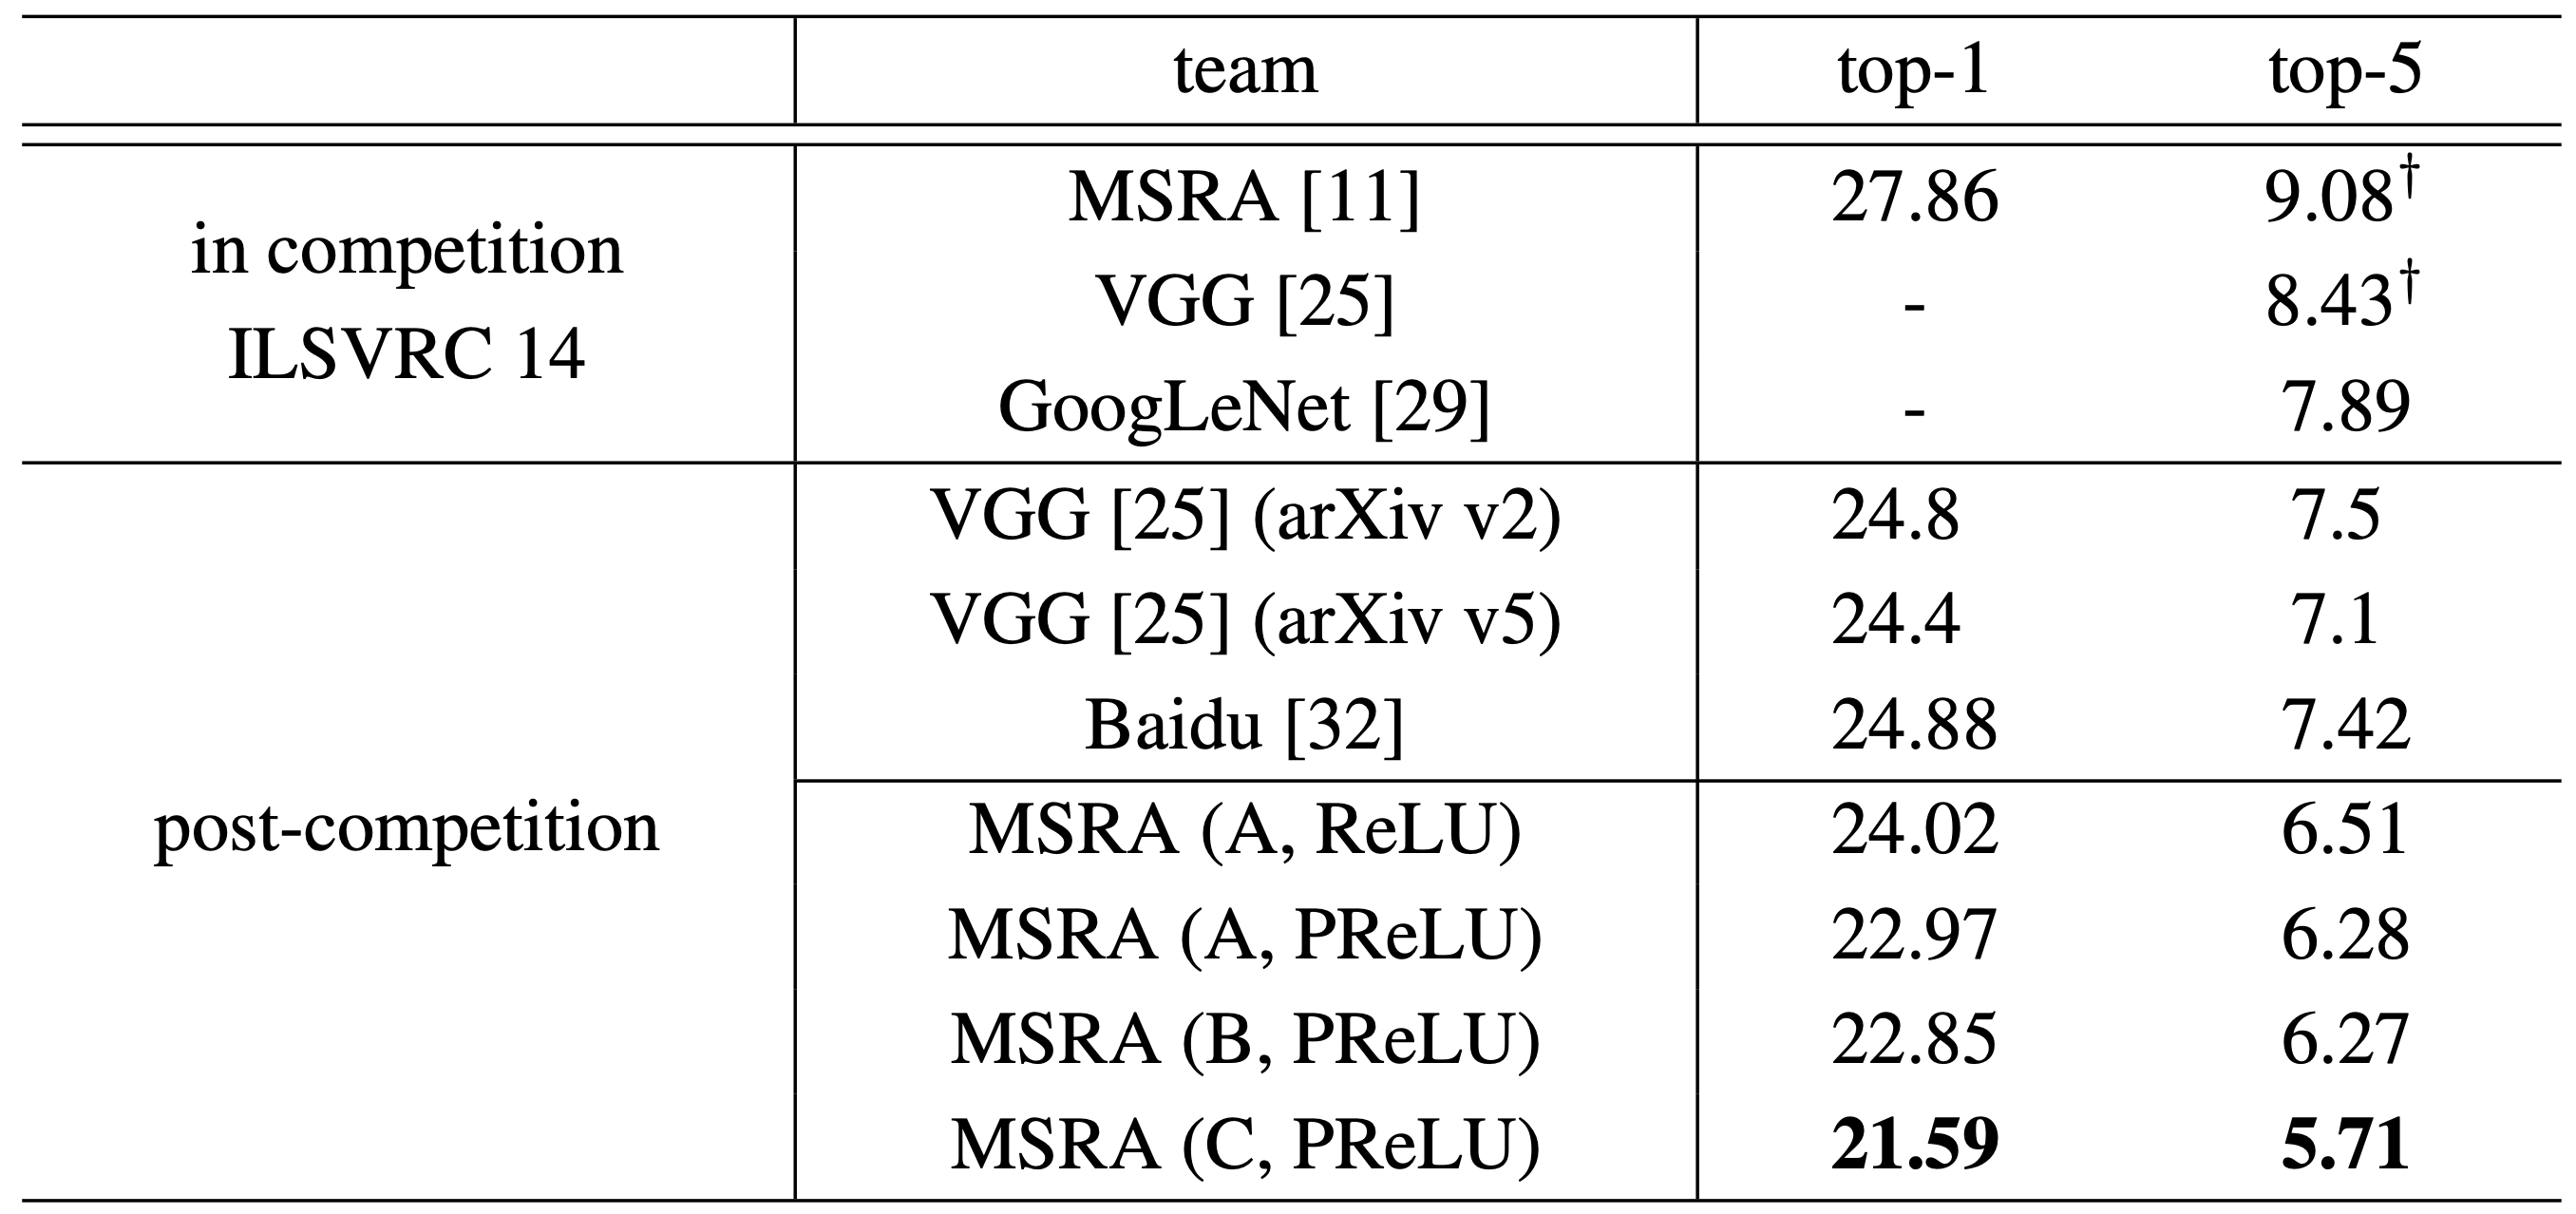 team top-1 top-5
in competition
ILSVRC 14
MSRA [11] 27.86 9.08†
VGG [25] - 8.43†
GoogLeNet [29] - 7.89
post-competition
VGG [25] (arXiv v2) 24.8 7.5
VGG [25] (arXiv v5) 24.4 7.1
Baidu [32] 24.88 7.42
MSRA (A, ReLU) 24.02 6.51
MSRA (A, PReLU) 22.97 6.28
MSRA (B, PReLU) 22.85 6.27
MSRA (C, PReLU) 21.59 5.71